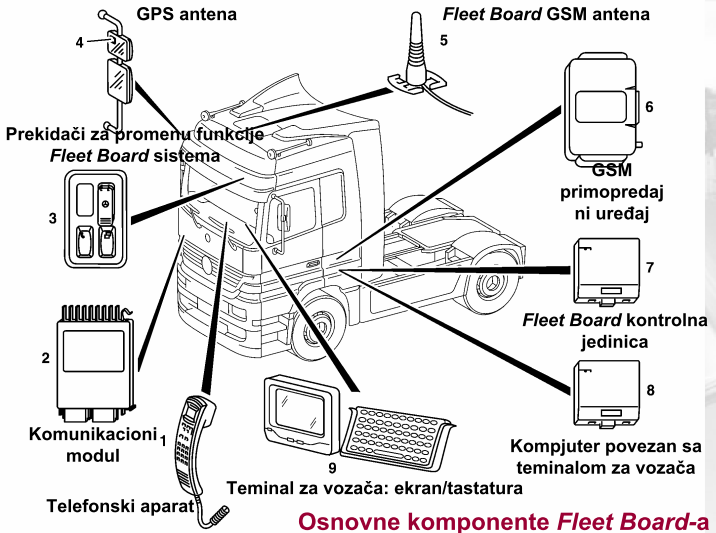 GPS antena
4
Fleet Board GSM antena
5
6
Prekidači za promenu funkcije
Fleet Board sistema
3
GSM
primopredaj
ni uređaj
7
Fleet Board kontrolna
jedinica
2
8
Komunikacioni
modul
1
9
Kompjuter povezan sa
teminalom za vozača
Teminal za vozača: ekran/tastatura
Telefonski aparat
Osnovne komponente Fleet Board-a